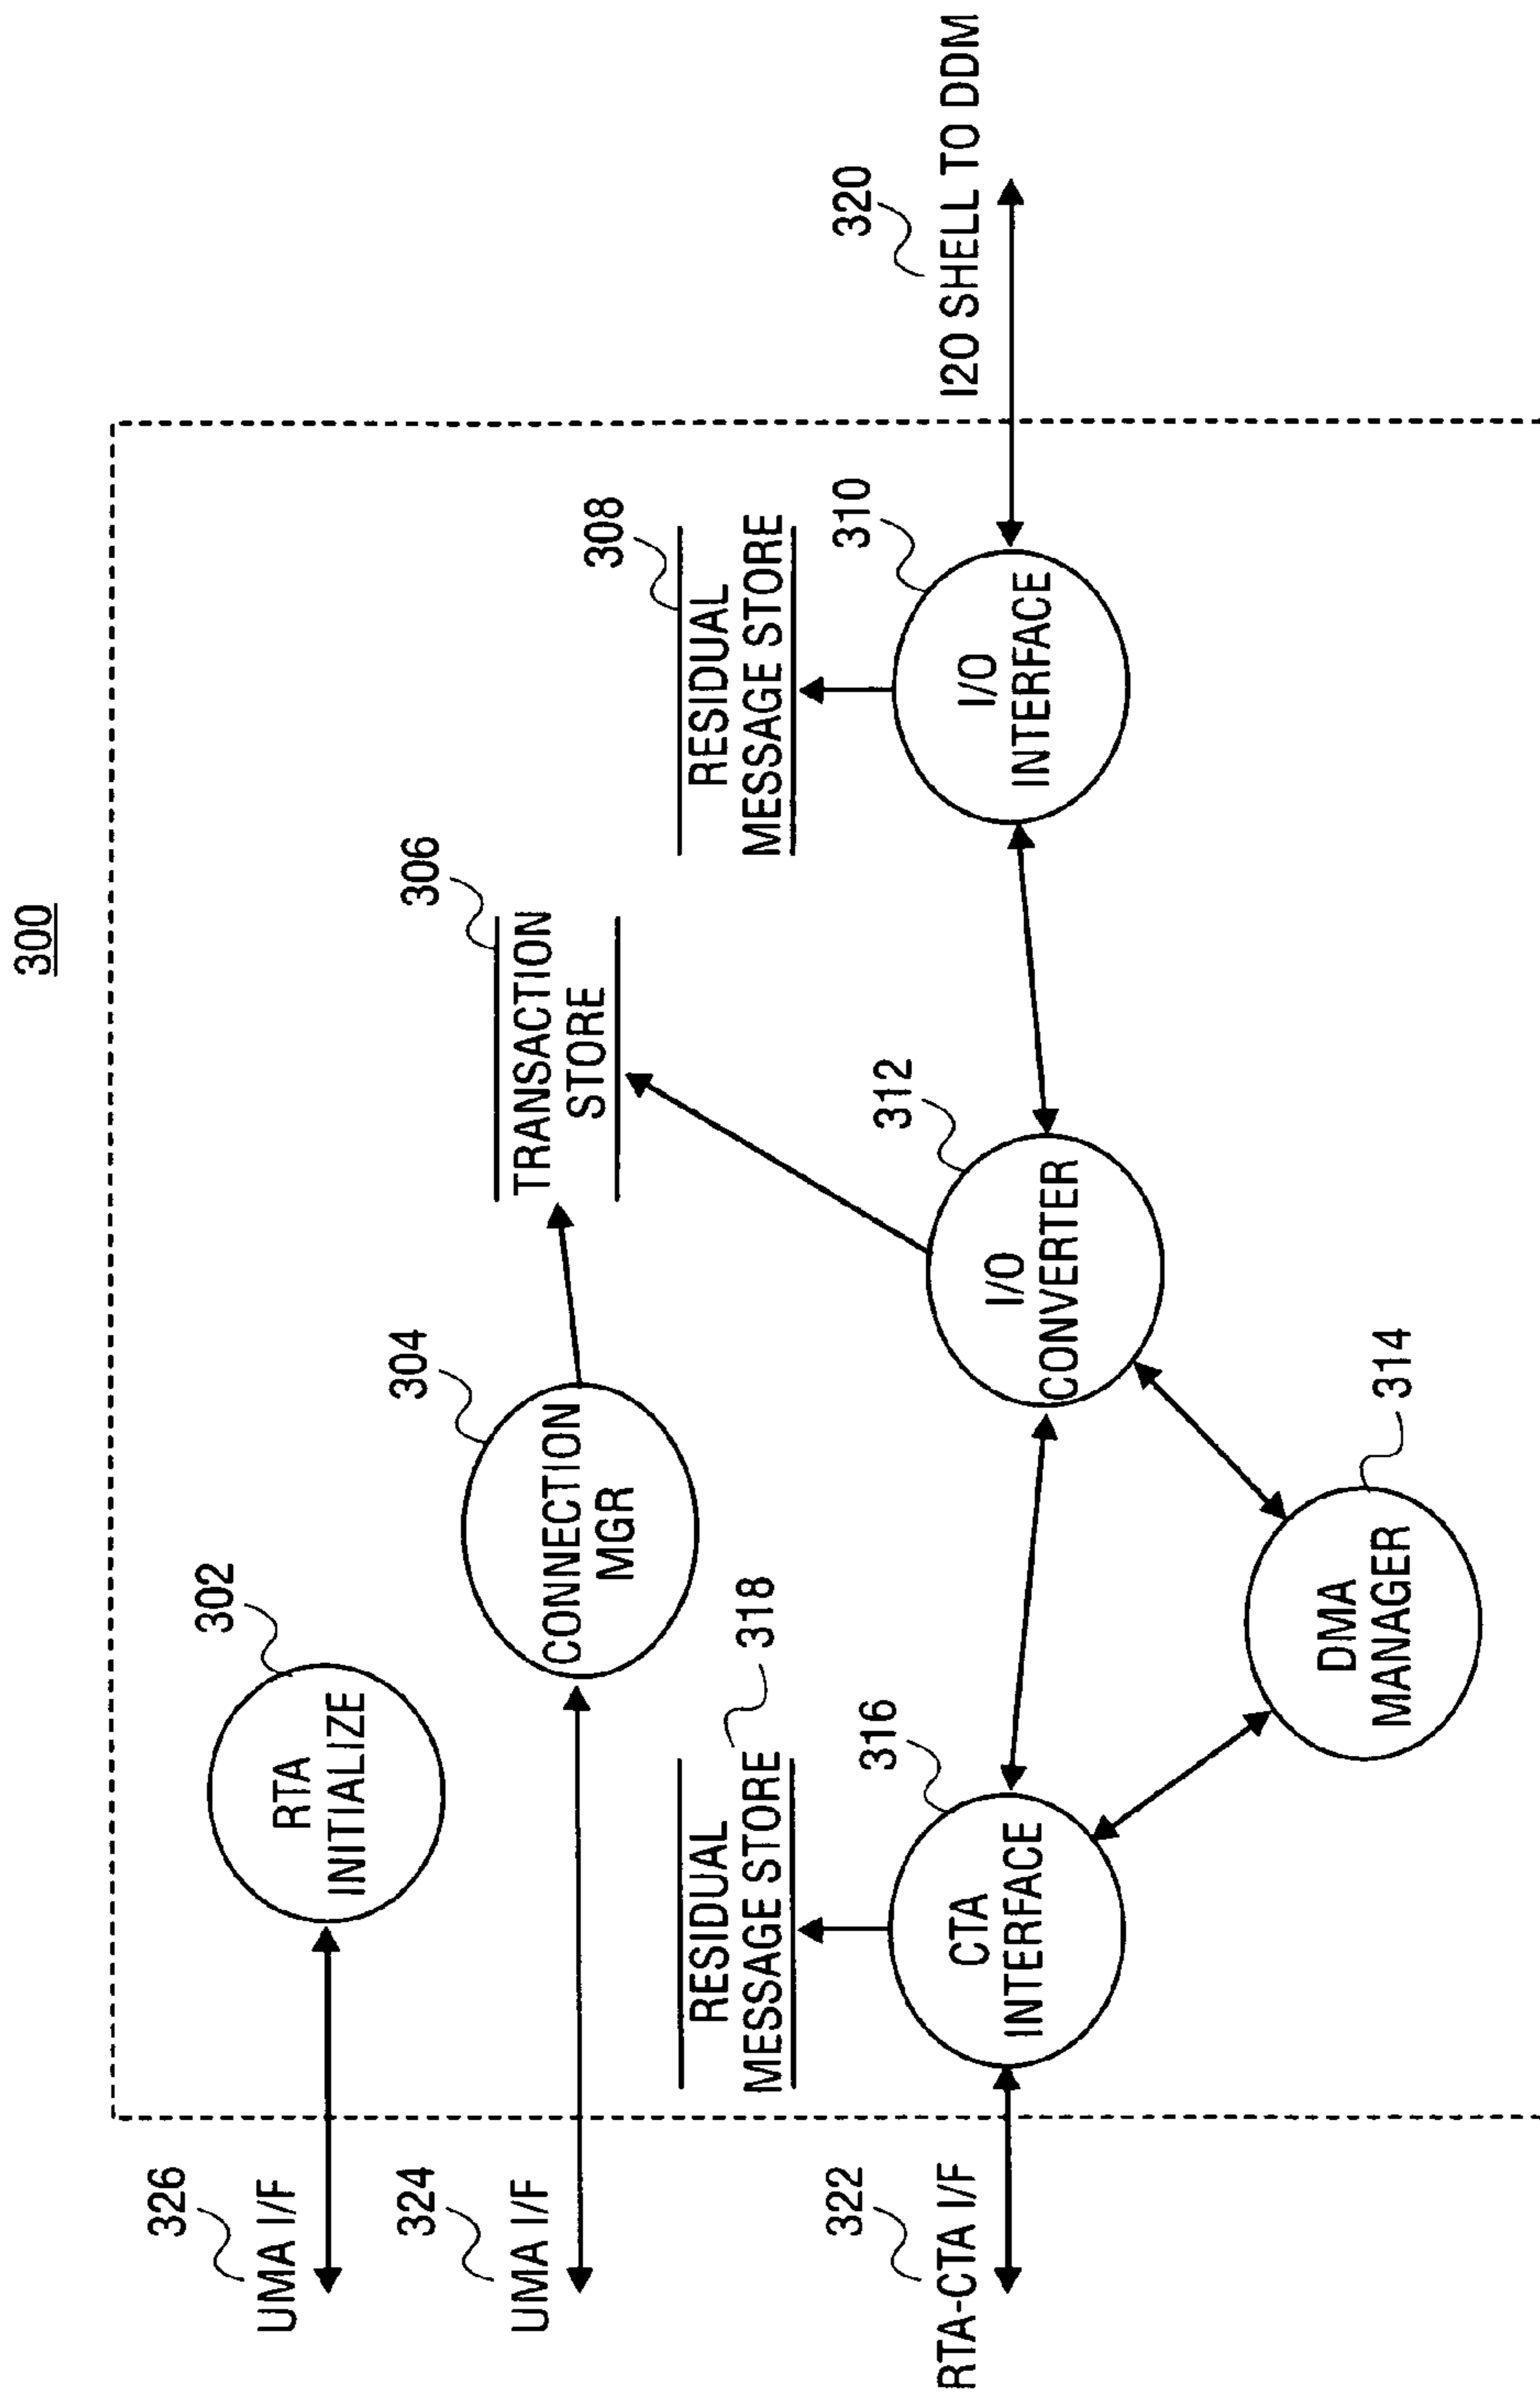 300
326
UMA I/F
302
RTA
INITIALIZE
324
UMA I/F
304
CONNECTION
MGR
306
TRANSACTION
STORE
318
RESIDUAL
MESSAGE STORE
308
RESIDUAL
MESSAGE STORE
322
RTA-CTA I/F
316
CTA
INTERFACE
312
I/O
CONVERTER
310
I/O
INTERFACE
320
I2O SHELL TO DDM
314
DMA
MANAGER